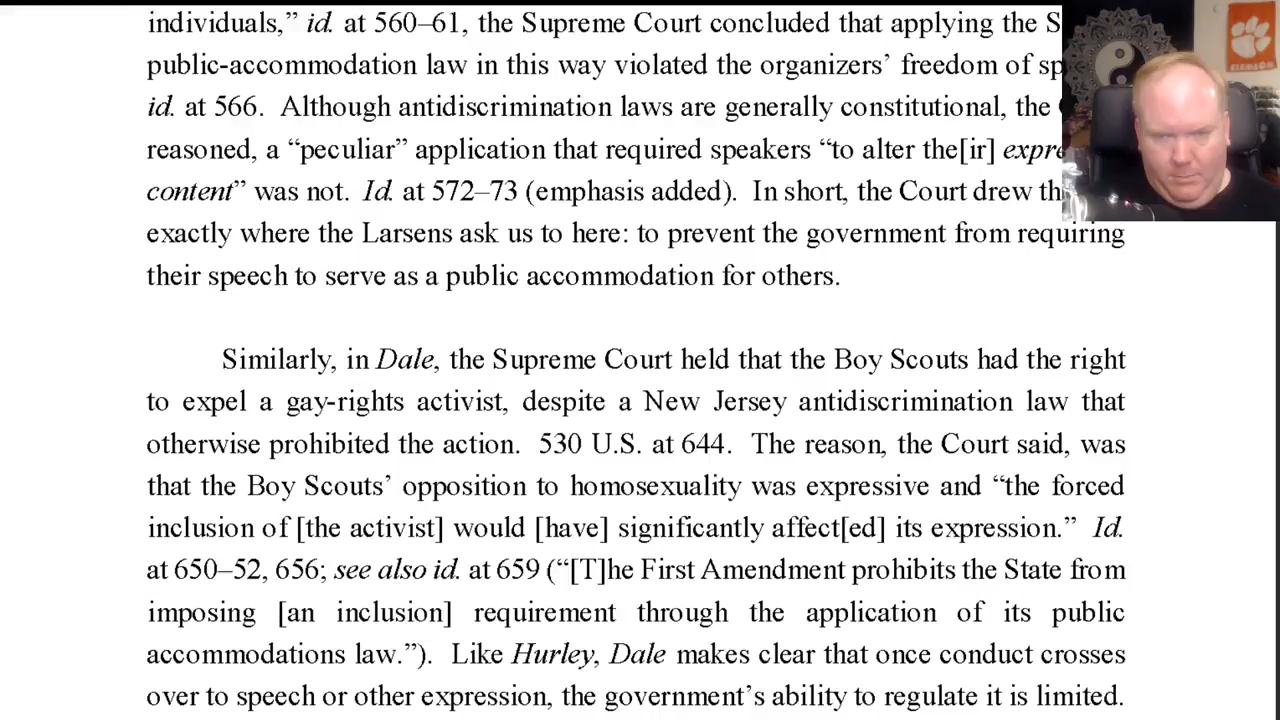 individuals,” id. at 560–61, the Supreme Court concluded that applying the
public-accommodation law in this way violated the organizers’ freedom of
id. at 566. Although antidiscrimination laws are generally constitutional, the
reasoned, a “peculiar” application that required speakers “to alter the[ir]
content” was not. Id. at 572–73 (emphasis added). In short, the Court drew
exactly where the Larsens ask us to here: to prevent the government from requiring
their speech to serve as a public accommodation for others.
Similarly, in Dale, the Supreme Court held that the Boy Scouts had the right
to expel a gay-rights activist, despite a New Jersey antidiscrimination law that
otherwise prohibited the action. 530 U.S. at 644. The reason, the Court said, was
that the Boy Scouts’ opposition to homosexuality was expressive and “the forced
inclusion of [the activist] would [have] significantly affect[ed] its expression.” Id.
at 650–52, 656; see also id. at 659 (“[T]he First Amendment prohibits the State from
imposing [an inclusion] requirement through the application of its public
accommodations law.”). Like Hurley, Dale makes clear that once conduct crosses
over to speech or other expression, the government’s ability to regulate it is limited.
CLEMSON